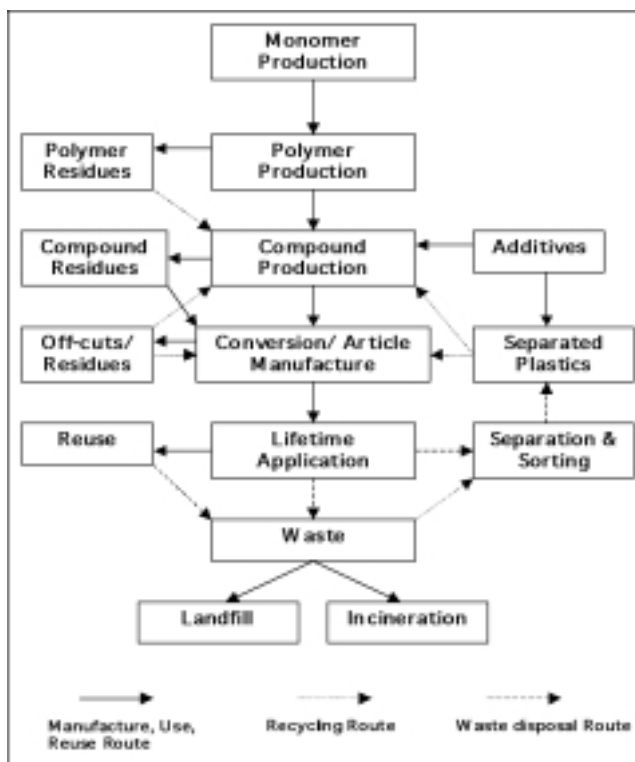 Monomer
Production
Polymer
Residues
Polymer
Production
Compound
Residues
Compound
Production
Additives
Off-cuts/
Residues
Conversion/ Article
Manufacture
Separated
Plastics
Reuse
Lifetime
Application
Separation &
Sorting
Waste
Landfill
Incineration
Manufacture, Use,
Reuse Route
Recycling Route
Waste disposal Route